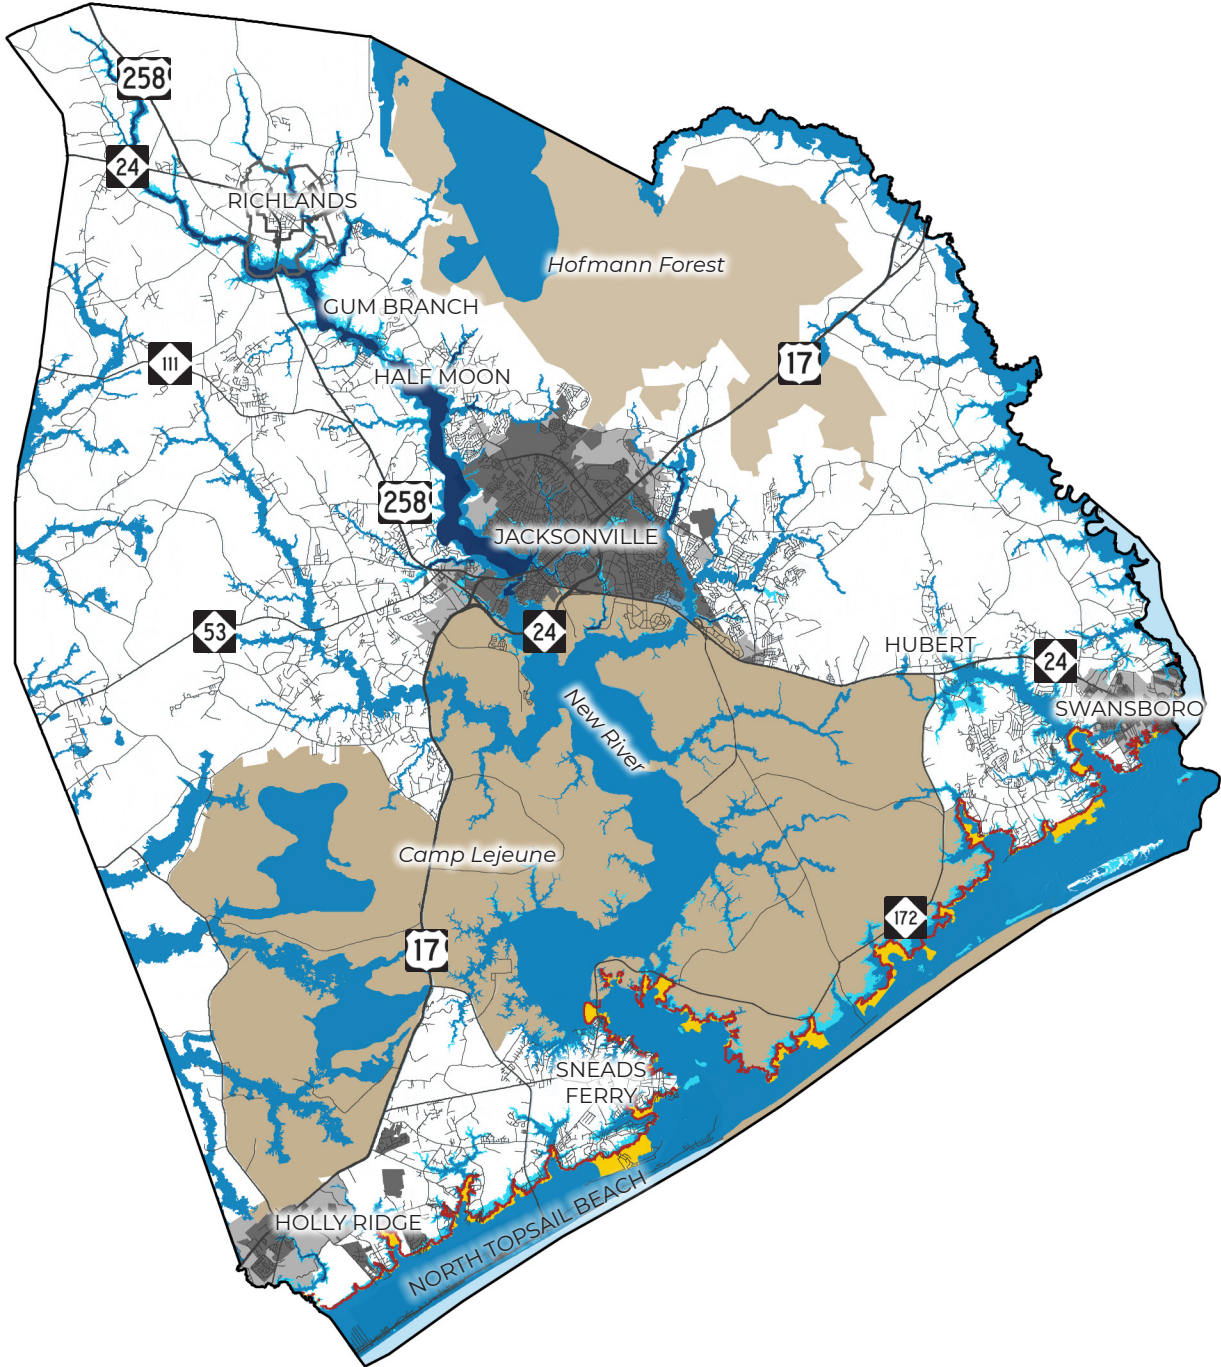 258
24
RICHLANDS
Hofmann Forest
GUM BRANCH
111
HALF MOON
17
258
JACKSONVILLE
53
24
HUBERT
24
SWANSBORO
New River
Camp Lejeune
172
17
SNEADS
FERRY
HOLLY RIDGE
NORTH TOPSAIL BEACH